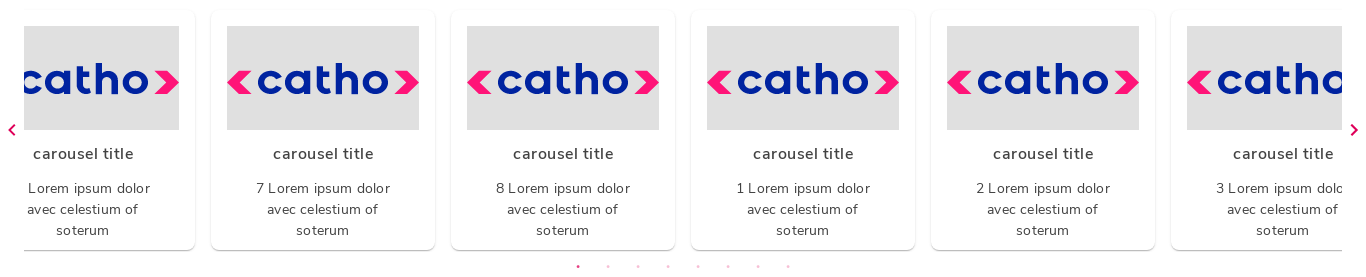 catho
carousel title
Lorem ipsum dolor
avec celestium of
soterum
catho
carousel title
7 Lorem ipsum dolor
avec celestium of
soterum
catho
carousel title
8 Lorem ipsum dolor
avec celestium of
soterum
catho
carousel title
1 Lorem ipsum dolor
avec celestium of
soterum
catho
carousel title
2 Lorem ipsum dolor
avec celestium of
soterum
catho
carousel title
3 Lorem ipsum dolo
avec celestium of
soterum